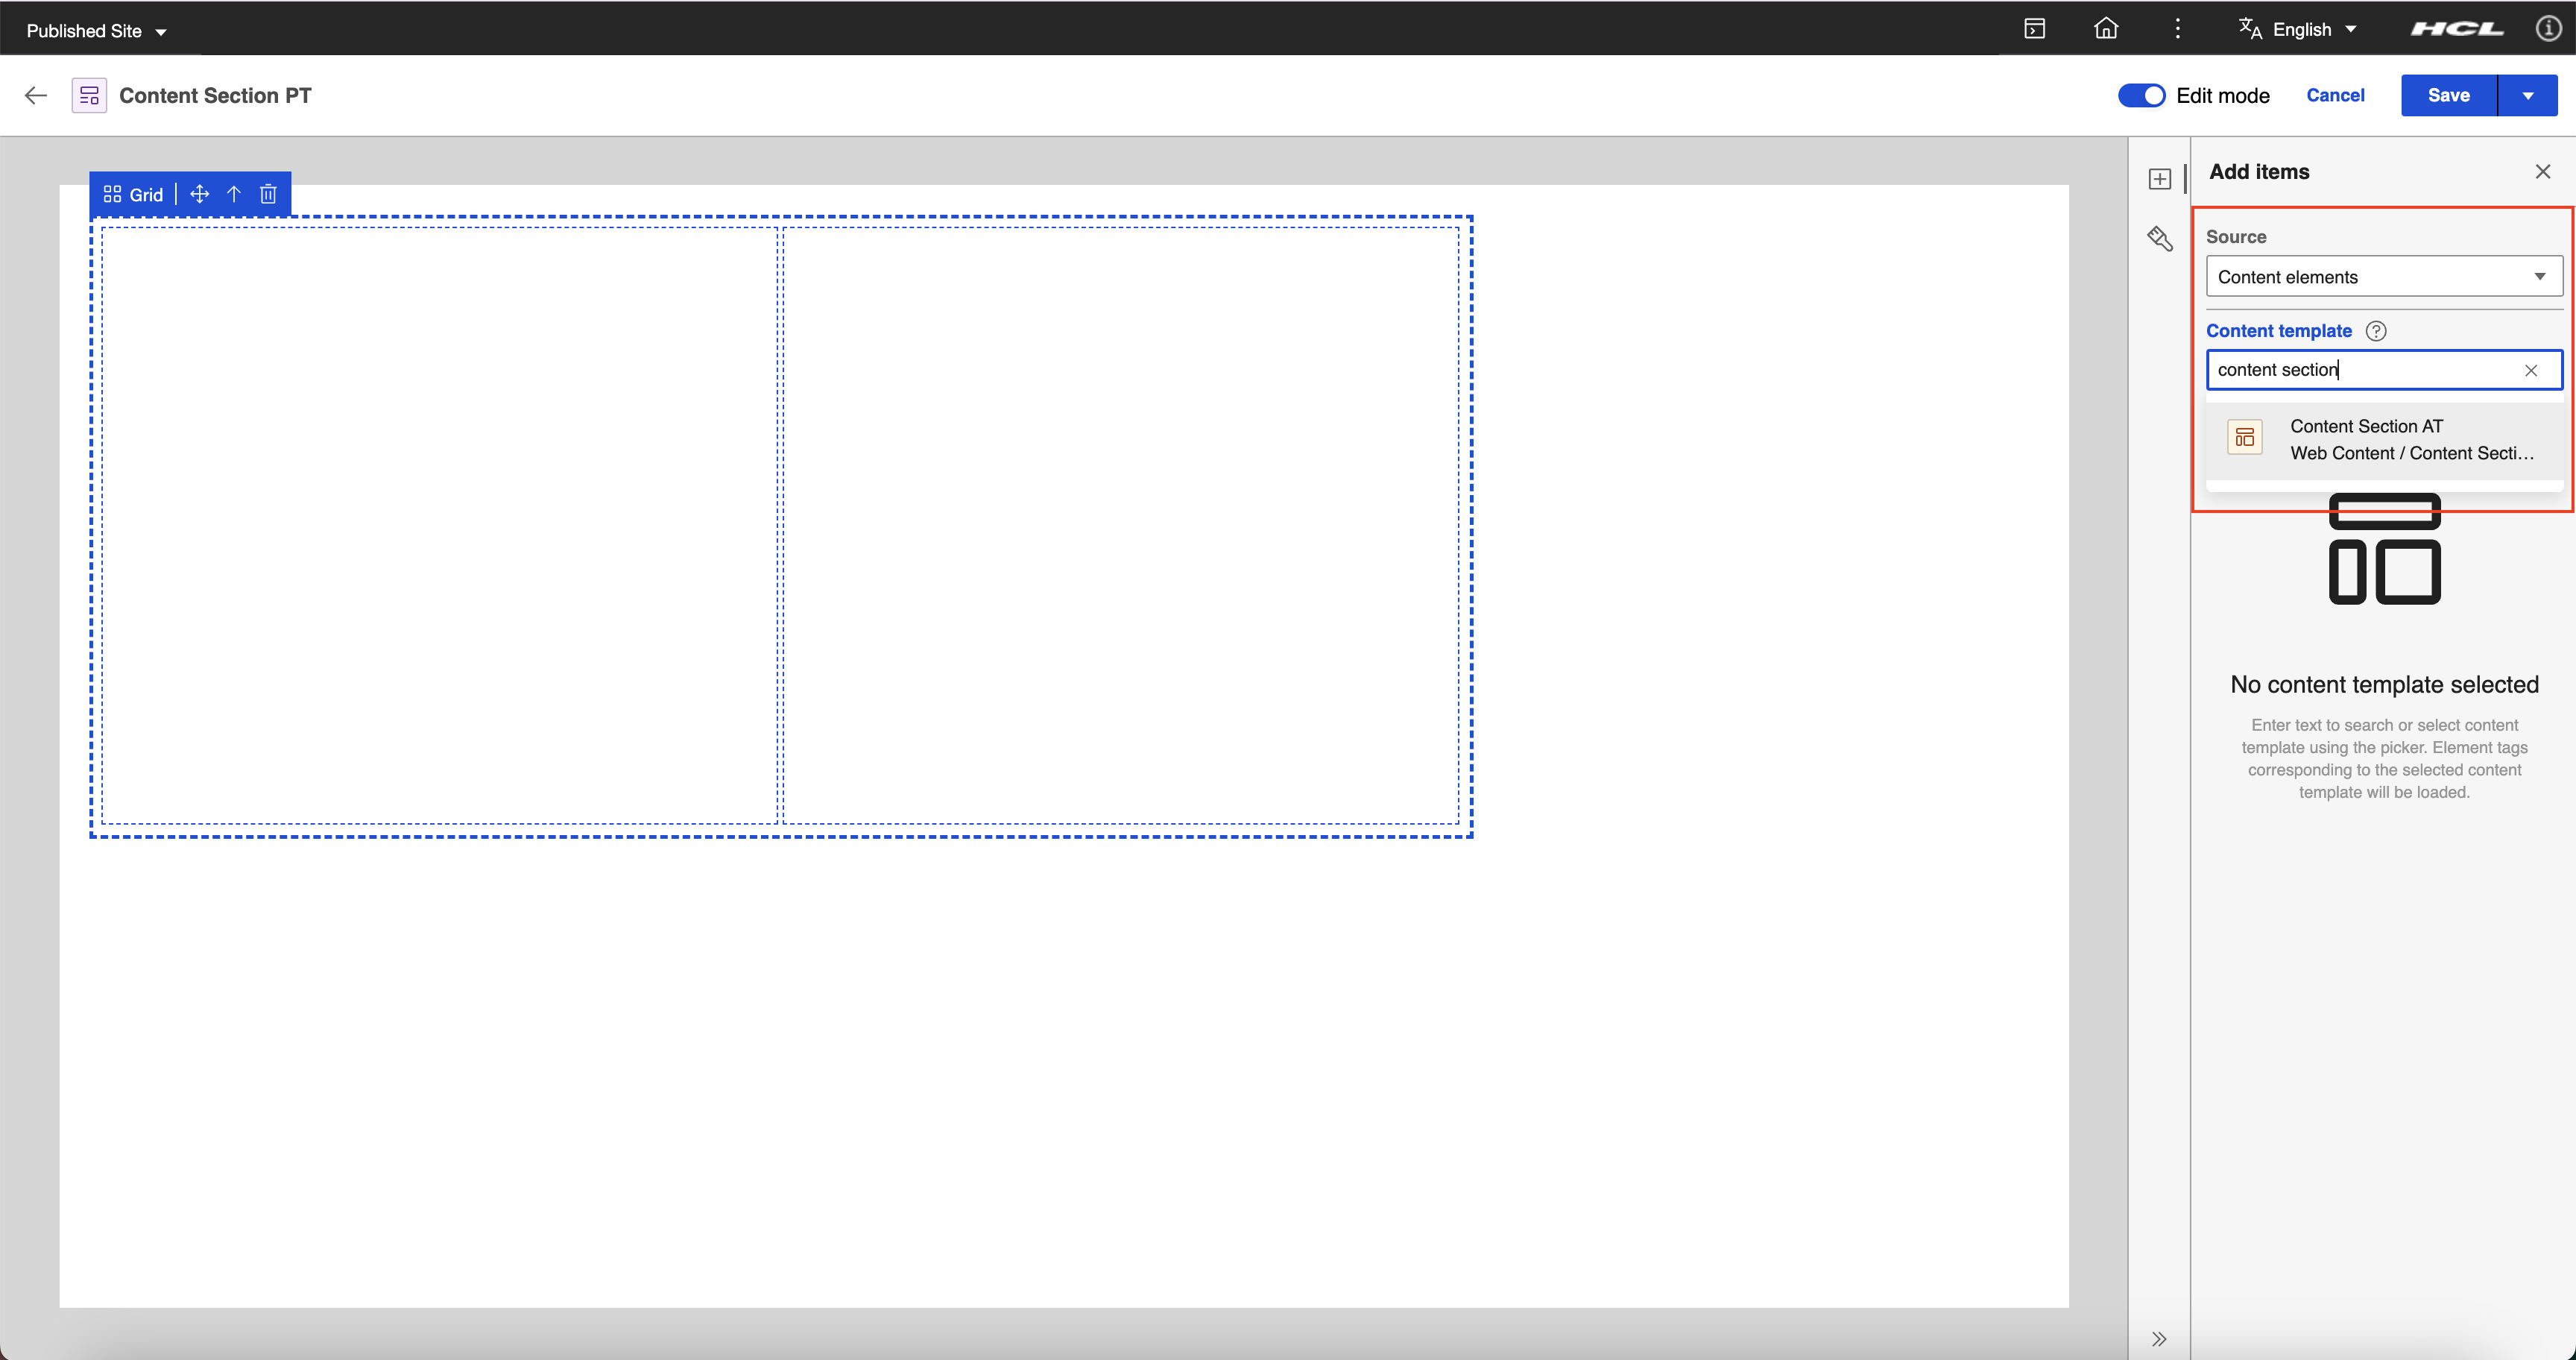 Published Site
English
HCL
Content Section PT
Edit mode
Cancel
Save
Grid
Add items
Source
Content elements
Content template
content section
Content Section AT
Web Content / Content Secti...
No content template selected
Enter text to search or select content
template using the picker. Element tags
corresponding to the selected content
template will be loaded.